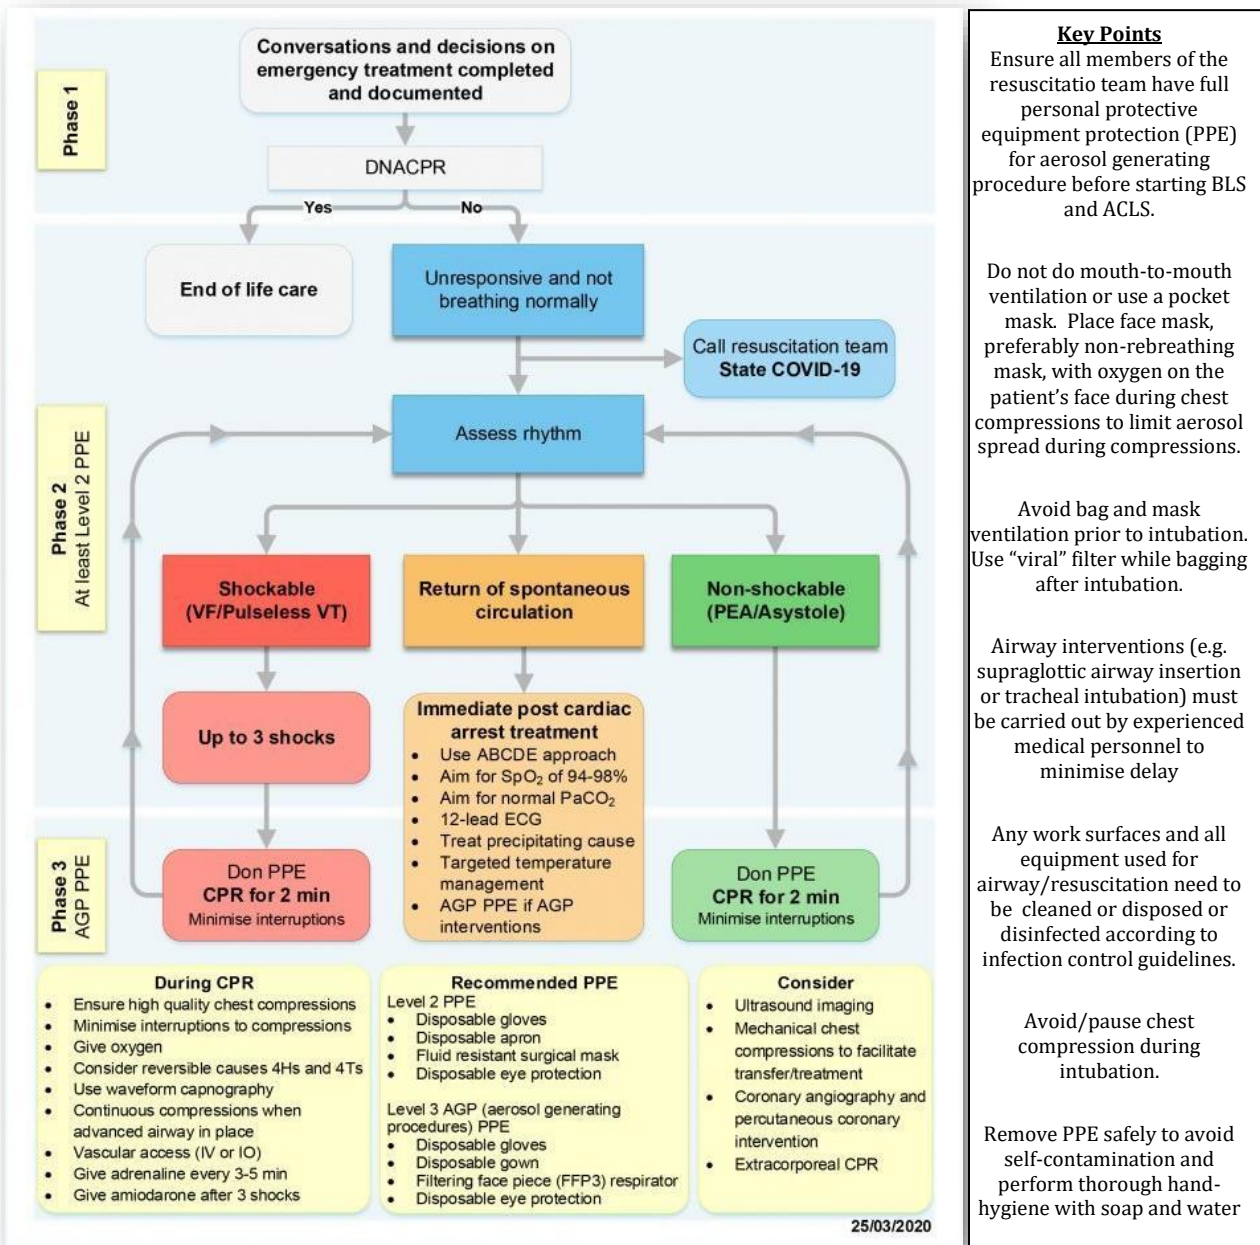 Conversations and decisions on
emergency treatment completed
and documented
Phase 1
DNACPR
Yes
No
End of life care
Unresponsive and not
breathing normally
Call resuscitation team
State COVID-19
Phase 2
At least Level 2 PPE
Assess rhythm
Shockable
(VF/Pulseless VT)
Return of spontaneous
circulation
Non-shockable
(PEA/Asystole)
Up to 3 shocks
Immediate post cardiac
arrest treatment
• Use ABCDE approach
• Aim for SpO₂ of 94-98%
• Aim for normal PaCO₂
• 12-lead ECG
• Treat precipitating cause
• Targeted temperature
management
• AGP PPE if AGP
interventions
Phase 3
AGP PPE
Don PPE
CPR for 2 min
Minimise interruptions
Don PPE
CPR for 2 min
Minimise interruptions
During CPR
• Ensure high quality chest compressions
• Minimise interruptions to compressions
• Give oxygen
• Consider reversible causes 4Hs and 4Ts
• Use waveform capnography
• Continuous compressions when
advanced airway in place
• Vascular access (IV or IO)
• Give adrenaline every 3-5 min
• Give amiodarone after 3 shocks
Recommended PPE
Level 2 PPE
• Disposable gloves
• Disposable apron
• Fluid resistant surgical mask
• Disposable eye protection
Level 3 AGP (aerosol generating
procedures) PPE
• Disposable gloves
• Disposable gown
• Filtering face piece (FFP3) respirator
• Disposable eye protection
Consider
• Ultrasound imaging
• Mechanical chest
compressions to facilitate
transfer/treatment
• Coronary angiography and
percutaneous coronary
intervention
• Extracorporeal CPR
25/03/2020
Key Points
Ensure all members of the
resuscitatio team have full
personal protective
equipment protection (PPE)
for aerosol generating
procedure before starting BLS
and ACLS.
Do not do mouth-to-mouth
ventilation or use a pocket
mask. Place face mask,
preferably non-rebreathing
mask, with oxygen on the
patient’s face during chest
compressions to limit aerosol
spread during compressions.
Avoid bag and mask
ventilation prior to intubation.
Use “viral” filter while bagging
after intubation.
Airway interventions (e.g.
supraglottic airway insertion
or tracheal intubation) must
be carried out by experienced
medical personnel to
minimise delay
Any work surfaces and all
equipment used for
airway/resuscitation need to
be cleaned or disposed or
disinfected according to
infection control guidelines.
Avoid/pause chest
compression during
intubation.
Remove PPE safely to avoid
self-contamination and
perform thorough hand-
hygiene with soap and water